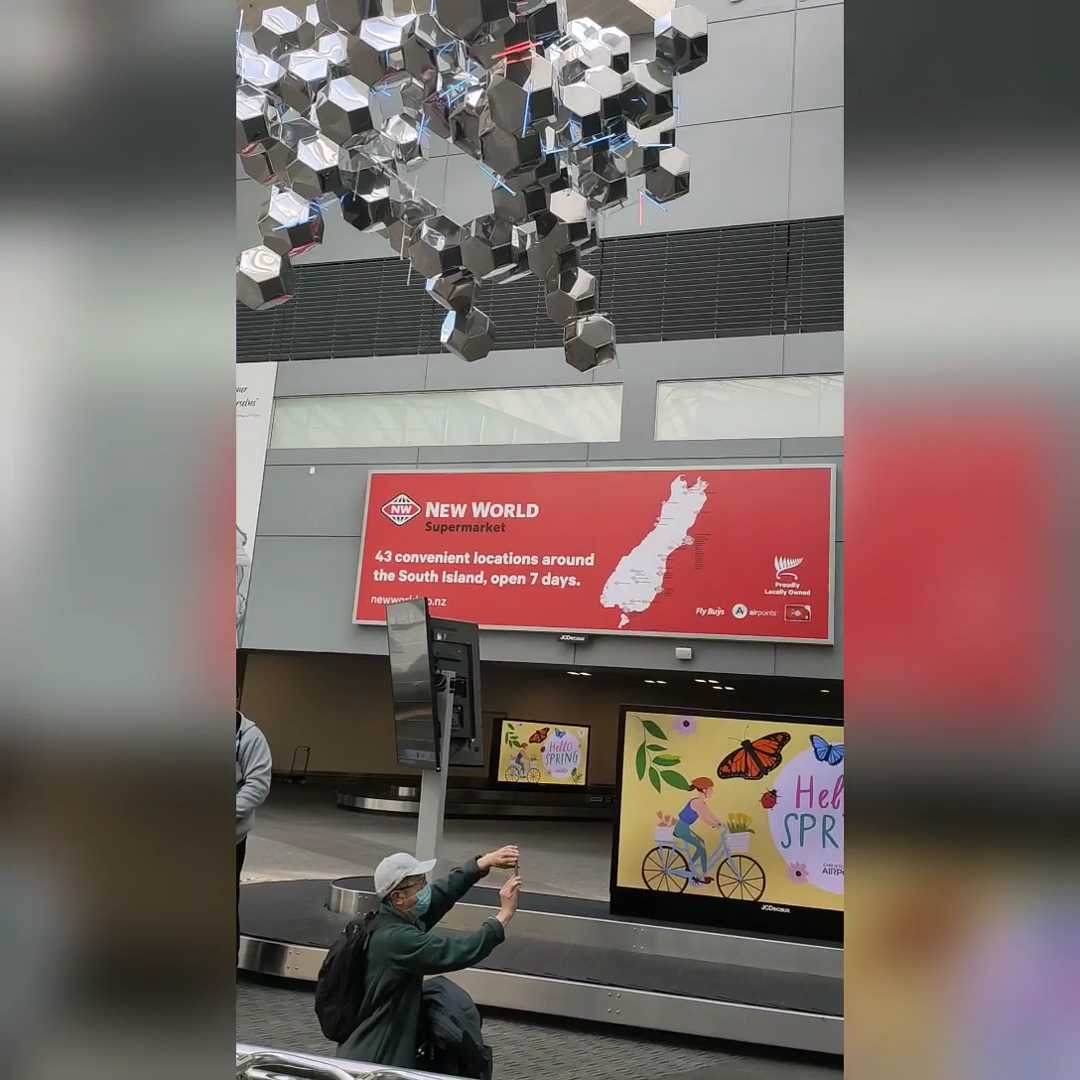 NW
NEW WORLD
Supermarket
43 convenient locations around
the South Island, open 7 days.
Proudly
Locally Owned
Fly Buys
airpoints
JCDecaux
Hello
SPRING
JCDecaux